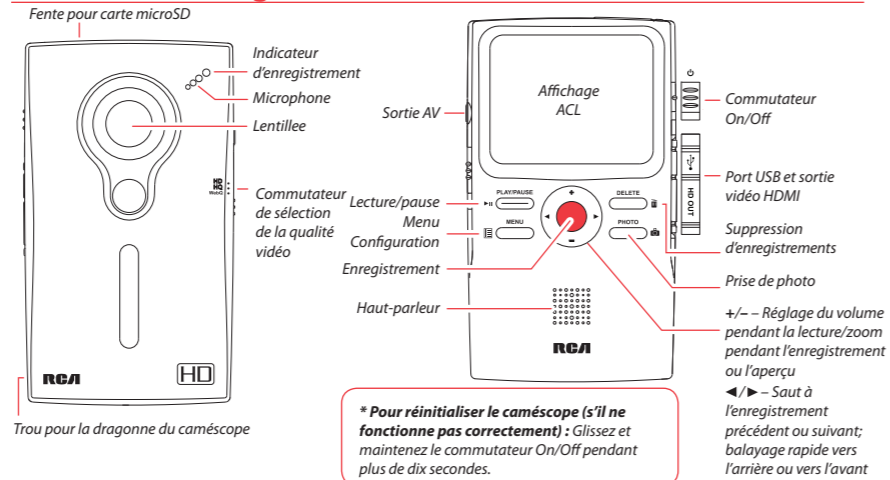 Fente pour carte microSD
Indicateur
d'enregistrement
Microphone
Lentillee
Commutateur
de sélection
de la qualité
vidéo
HD
WebQ
RCA
HD
Trou pour la dragonne du caméscope
Affichage
ACL
Sortie AV
Commutateur
On/Off
HD OUT
Port USB et sortie
vidéo HDMI
PLAY/PAUSE
DELETE
Lecture/pause
MENU
PHOTO
Menu
Configuration
Suppression
d'enregistrements
Enregistrement
Prise de photo
Haut-parleur
RCA
+/– – Réglage du volume
pendant la lecture/zoom
pendant l'enregistrement
ou l'aperçu
◄/► – Saut à
l'enregistrement
précédent ou suivant;
balayage rapide vers
l'arrière ou vers l'avant
* Pour réinitialiser le caméscope (s'il ne
fonctionne pas correctement) : Glissez et
maintenez le commutateur On/Off pendant
plus de dix secondes.